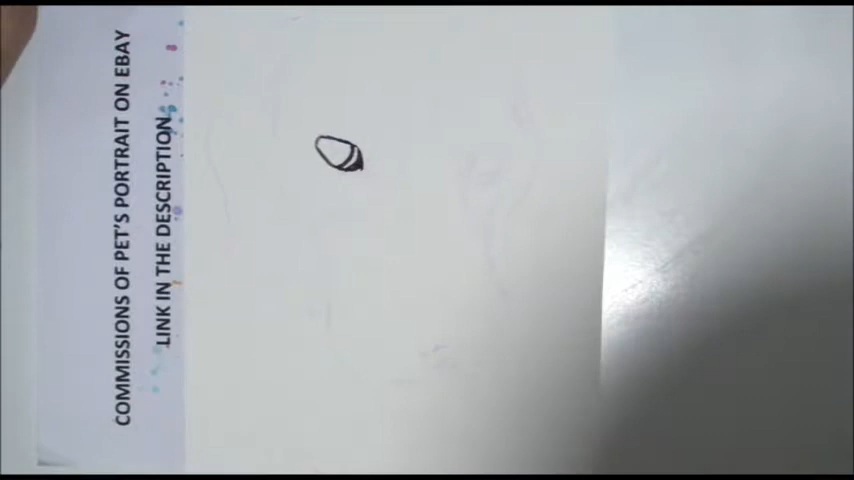 COMMISSIONS OF PET'S PORTRAIT ON EBAY
LINK IN THE DESCRIPTION